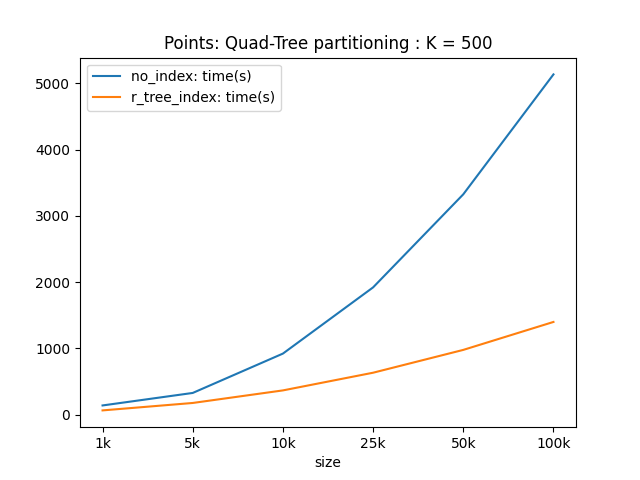 Points: Quad-Tree partitioning : K = 500
no_index: time(s)
r_tree_index: time(s)
5000
4000
3000
2000
1000
0
1k 5k 10k 25k 50k 100k
size